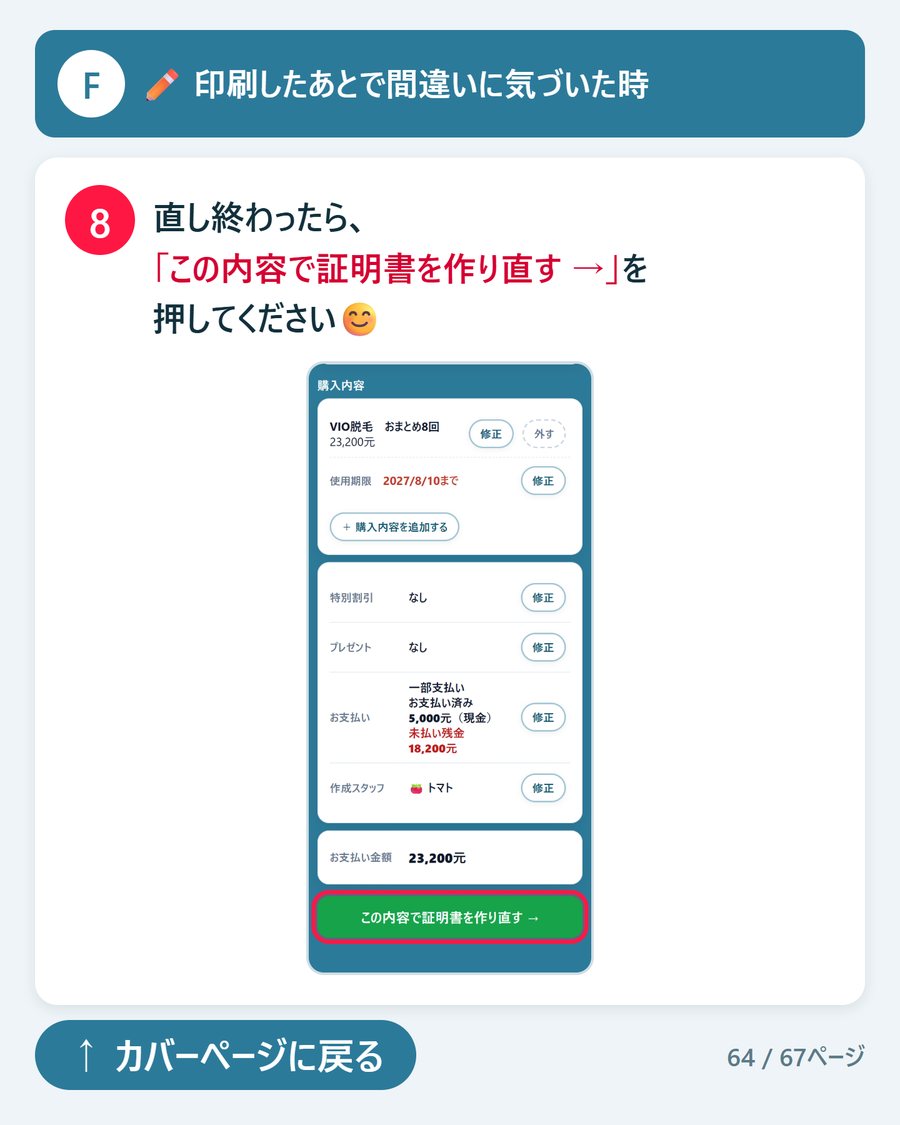 F ✏️ 印刷したあとで間違いに気づいた時
8 直し終わったら、
「この内容で証明書を作り直す →」を
押してください😊
購入内容
VIO脱毛 おまとめ8回 修正 外す
23,200元
使用期限 2027/8/10まで 修正
+ 購入内容を追加する
特別割引 なし 修正
プレゼント なし 修正
お支払い 一部支払い
お支払い済み
5,000元（現金） 修正
未払い残金
18,200元
作成スタッフ 🍅 トマト 修正
お支払い金額 23,200元
この内容で証明書を作り直す →
↑ カバーページに戻る
64 / 67ページ